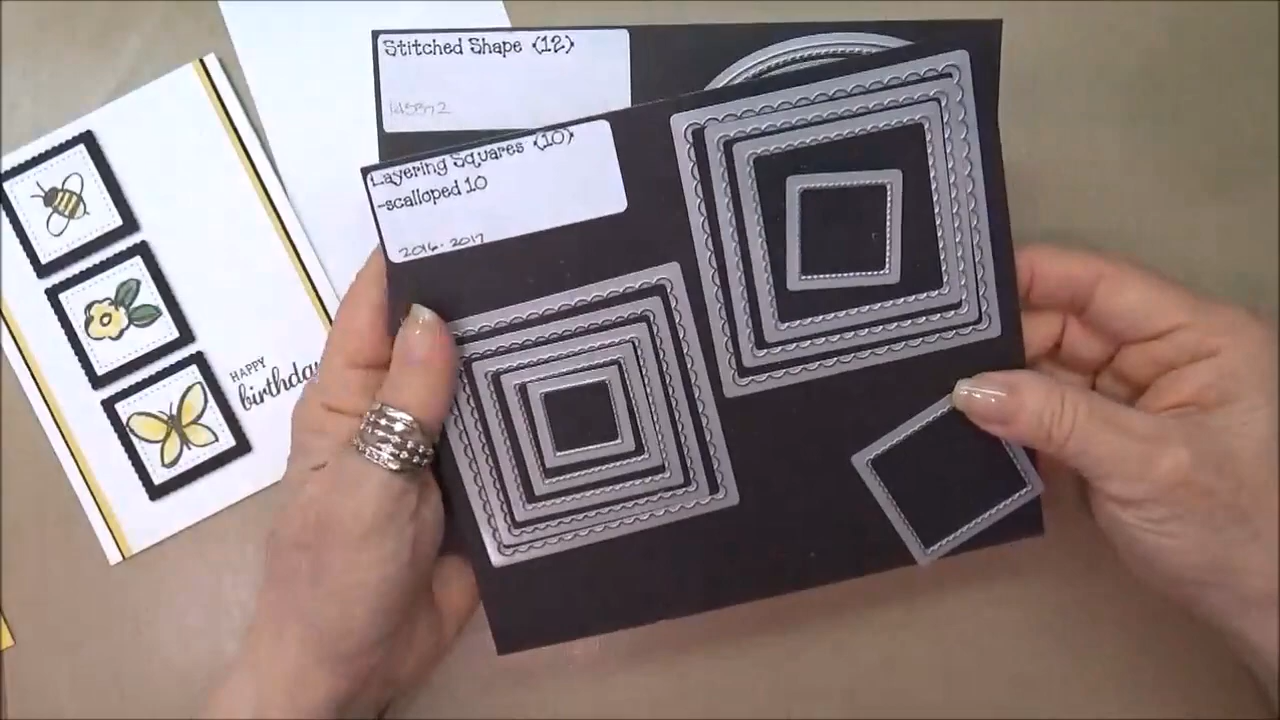 Stitched Shape (12)
Layering Squares (10)
-scalloped 10
2016-2017
HAPPY
birthday